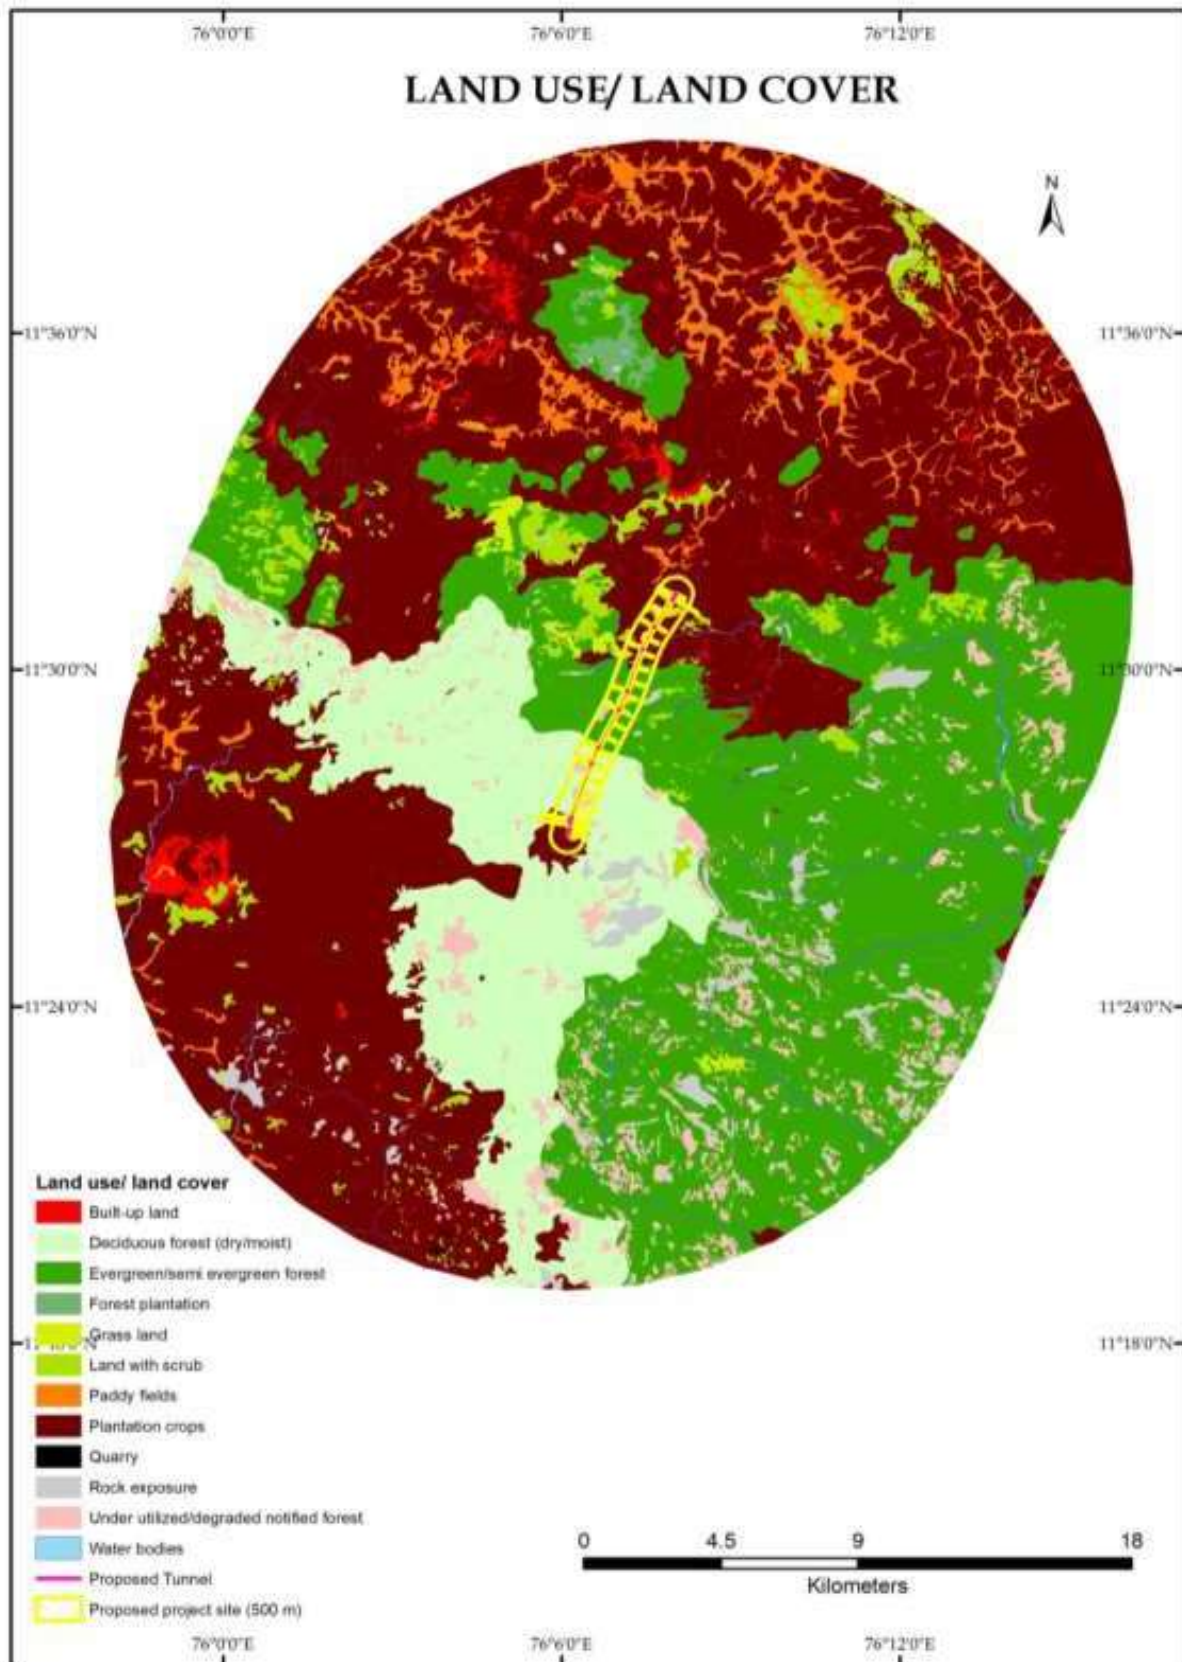 76°0'0"E 76°6'0"E 76°12'0"E
LAND USE/ LAND COVER
N
11°36'0"N 11°36'0"N
11°30'0"N 11°30'0"N
11°24'0"N 11°24'0"N
Land use/ land cover
Built-up land
Deciduous forest (dry/moist)
Evergreen/semi evergreen forest
Forest plantation
Grass land
11°18'0"N
Land with scrub
Paddy fields
Plantation crops
Quarry
Rock exposure
Under utilized/degraded notified forest
Water bodies
Proposed Tunnel
Proposed project site (500 m)
0 4.5 9 18
Kilometers
76°0'0"E 76°6'0"E 76°12'0"E